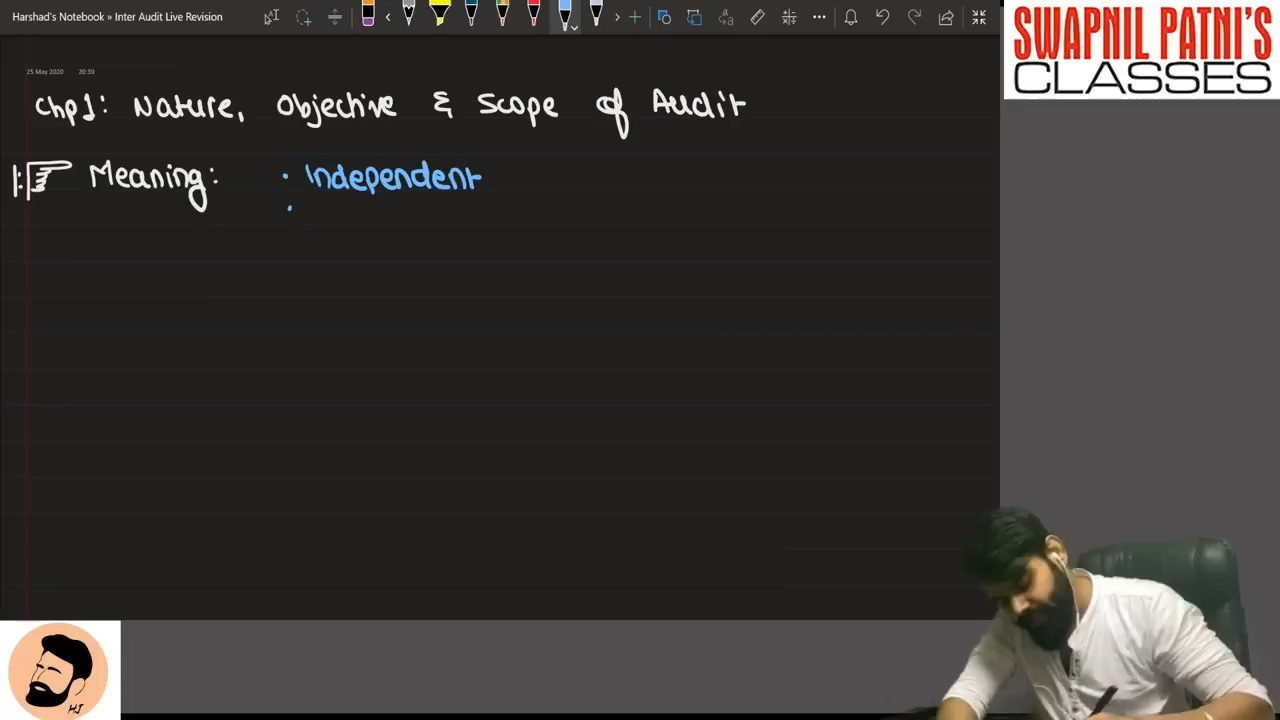 Harshad's Notebook » Inter Audit Live Revision
SWAPNIL PATNI'S
CLASSES
25 May 2020 20:39
Chp1: Nature, Objective & Scope of Audit
1: Meaning: · Independent
·
HJ